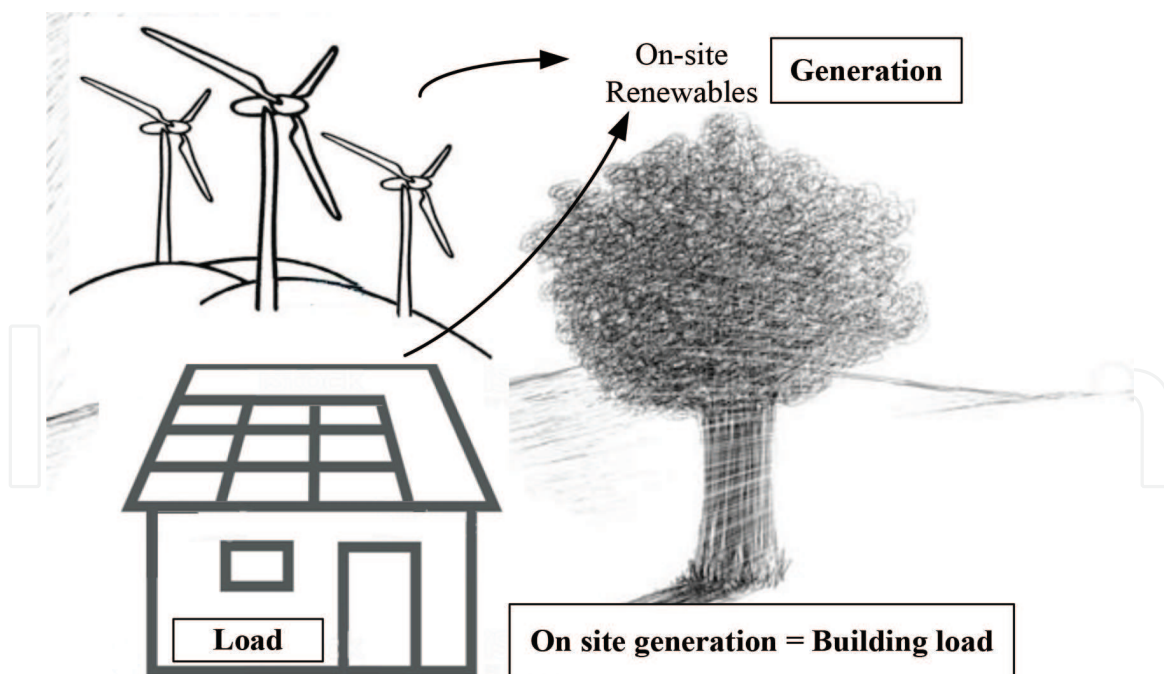 On-site
Renewables
Generation
Load
On site generation = Building load